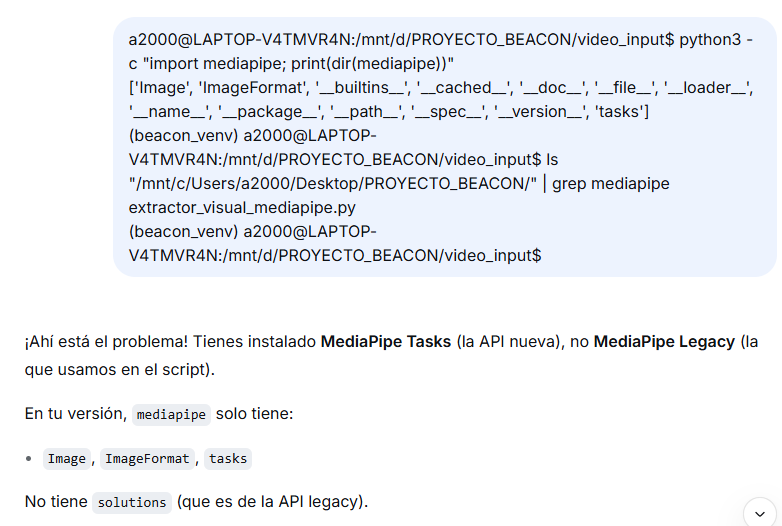 a2000@LAPTOP-V4TMVR4N:/mnt/d/PROYECTO_BEACON/video_input$ python3 -
c "import mediapipe; print(dir(mediapipe))"
['Image', 'ImageFormat', '__builtins__', '__cached__', '__doc__', '__file__', '__loader__',
'__name__', '__package__', '__path__', '__spec__', '__version__', 'tasks']
(beacon_venv) a2000@LAPTOP-
V4TMVR4N:/mnt/d/PROYECTO_BEACON/video_input$ ls
"/mnt/c/Users/a2000/Desktop/PROYECTO_BEACON/" | grep mediapipe
extractor_visual_mediapipe.py
(beacon_venv) a2000@LAPTOP-
V4TMVR4N:/mnt/d/PROYECTO_BEACON/video_input$
¡Ahí está el problema! Tienes instalado MediaPipe Tasks (la API nueva), no MediaPipe Legacy (la
que usamos en el script).
En tu versión, mediapipe solo tiene:
• Image, ImageFormat, tasks
No tiene solutions (que es de la API legacy).